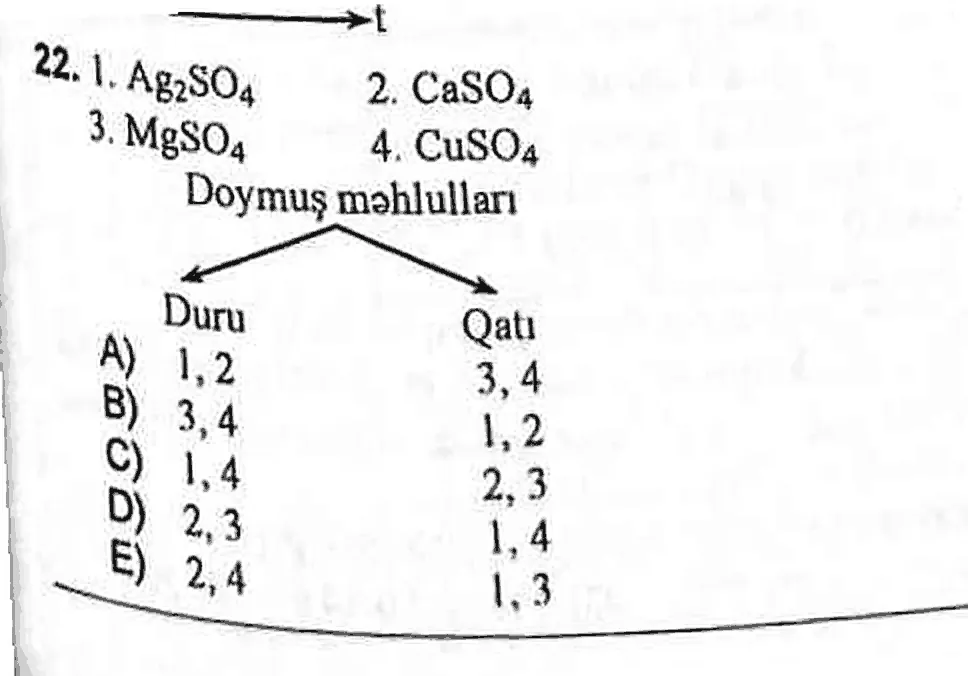 t
22. 1. Ag₂SO₄ 2. CaSO₄
3. MgSO₄ 4. CuSO₄
Doymuş məhlulları
Duru Qatı
A) 1, 2 3, 4
B) 3, 4 1, 2
C) 1, 4 2, 3
D) 2, 3 1, 4
E) 2, 4 1, 3